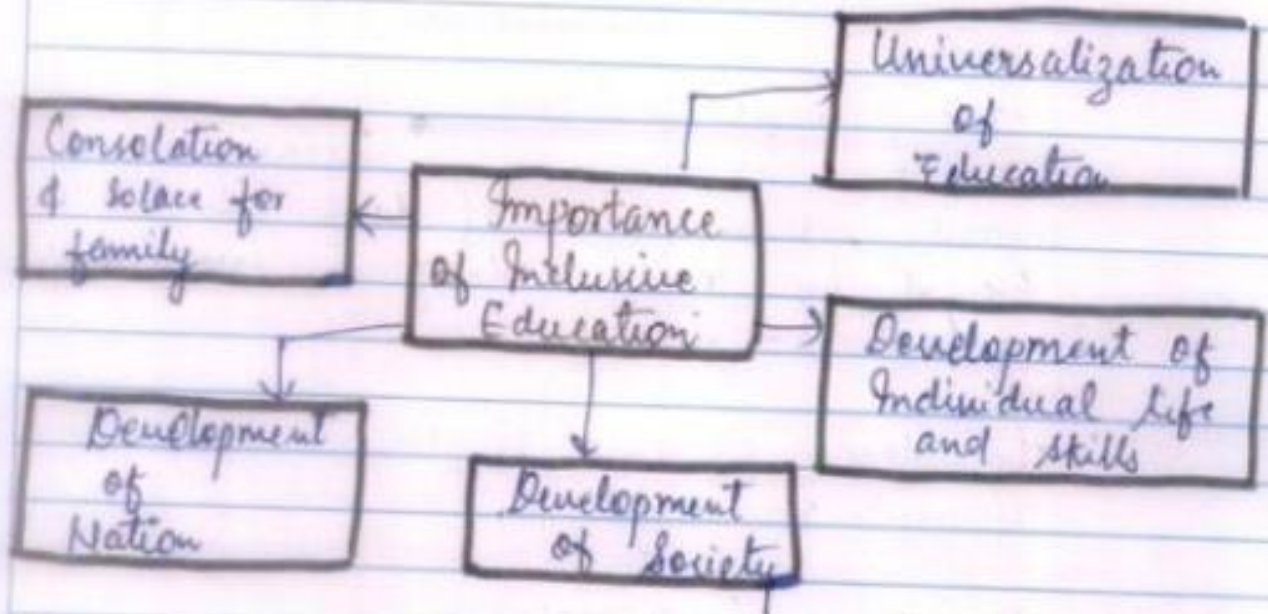 Universalization
of
Education
Consolation
& solace for
family
Importance
of Inclusive
Education
Development of
Individual life
and skills
Development
of
Nation
Development
of Society